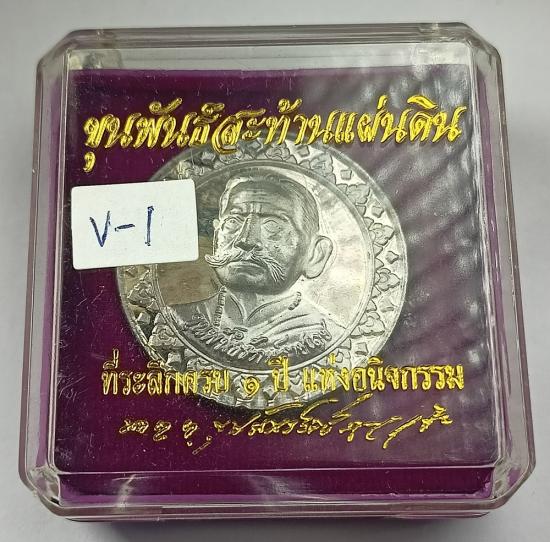 ขุนพันธ์สะท้านแผ่นดิน
V-1
ที่ระลึกครบ ๑ ปี แห่งอนิจกรรม